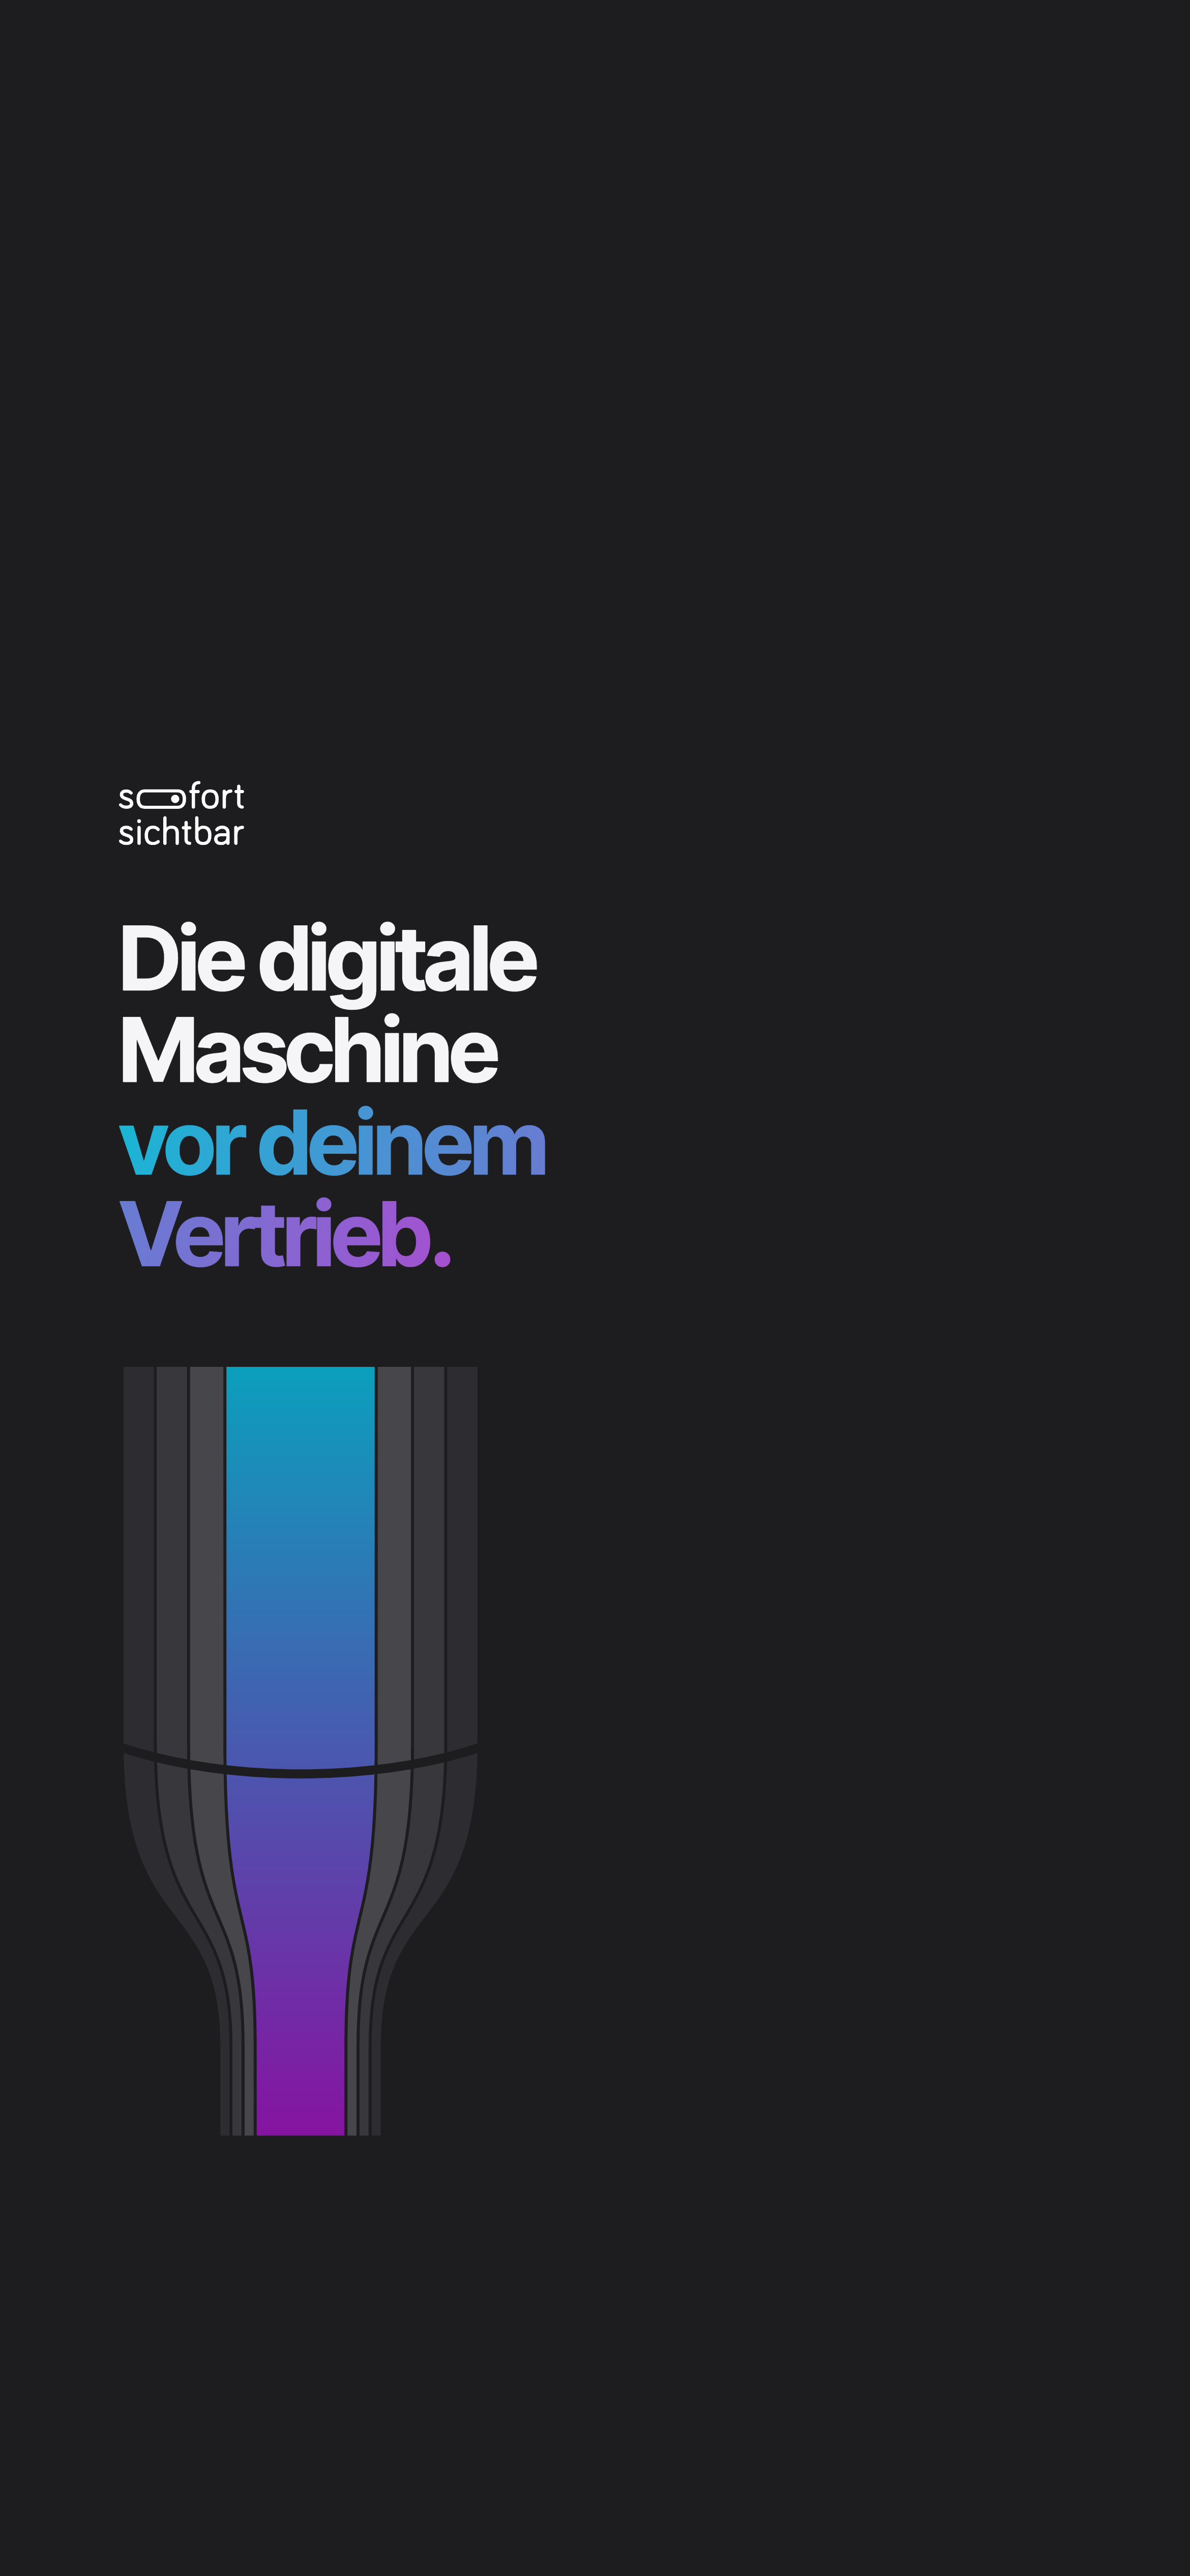 sofort
sichtbar
Die digitale
Maschine
vor deinem
Vertrieb.